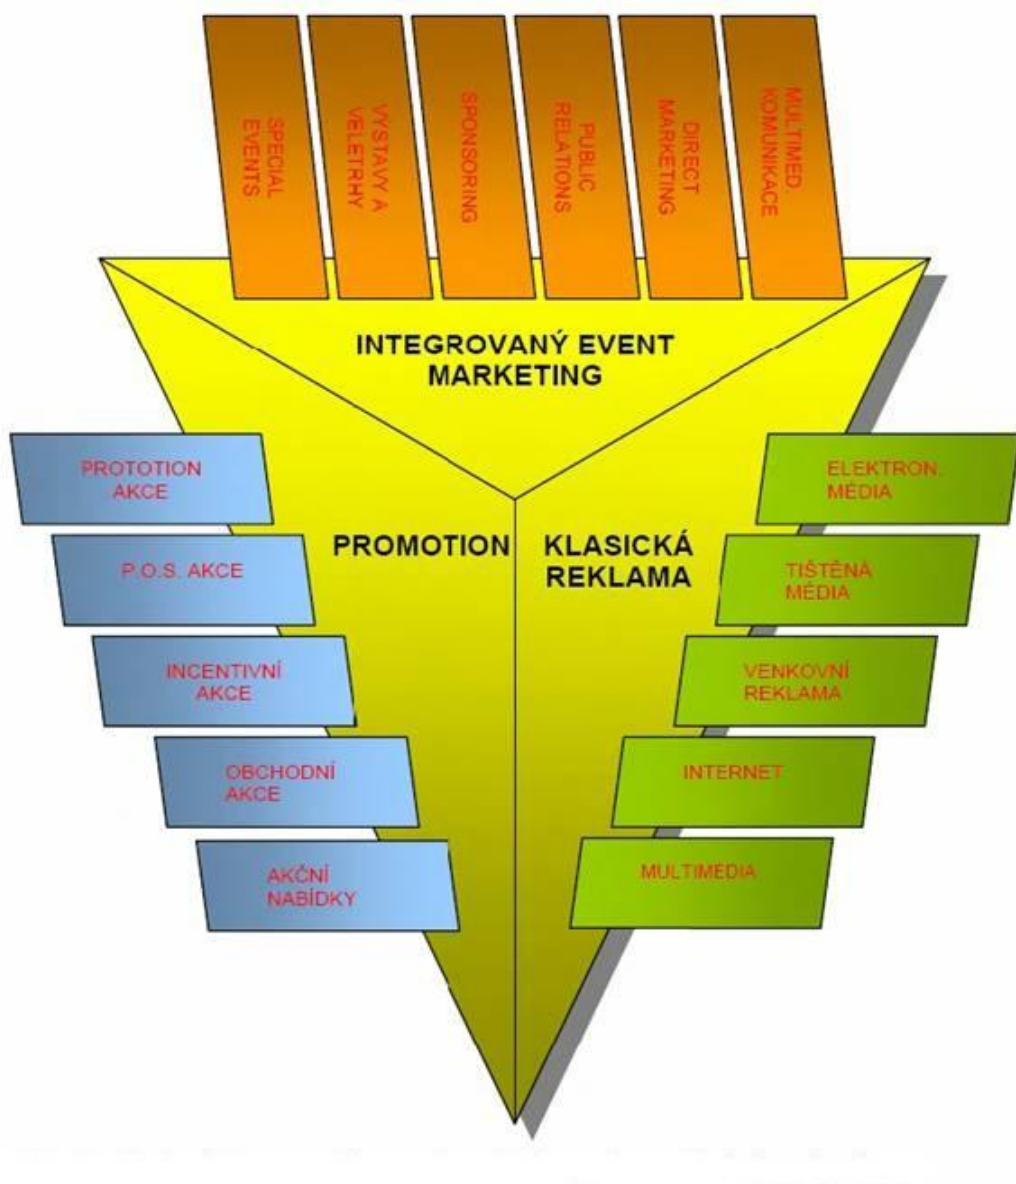 SPECIAL
EVENTS
VÝSTAVY A
VELETRHY
SPONSORING
PUBLIC
RELATIONS
DIRECT
MARKETING
MULTIMED.
KOMUNIKACE
INTEGROVANÝ EVENT
MARKETING
PROMOTION
KLASICKÁ
REKLAMA
PROTOTION
AKCE
P.O.S. AKCE
INCENTIVNÍ
AKCE
OBCHODNÍ
AKCE
AKČNÍ
NABÍDKY
ELEKTRON.
MÉDIA
TIŠTĚNÁ
MÉDIA
VENKOVNÍ
REKLAMA
INTERNET
MULTIMEDIA